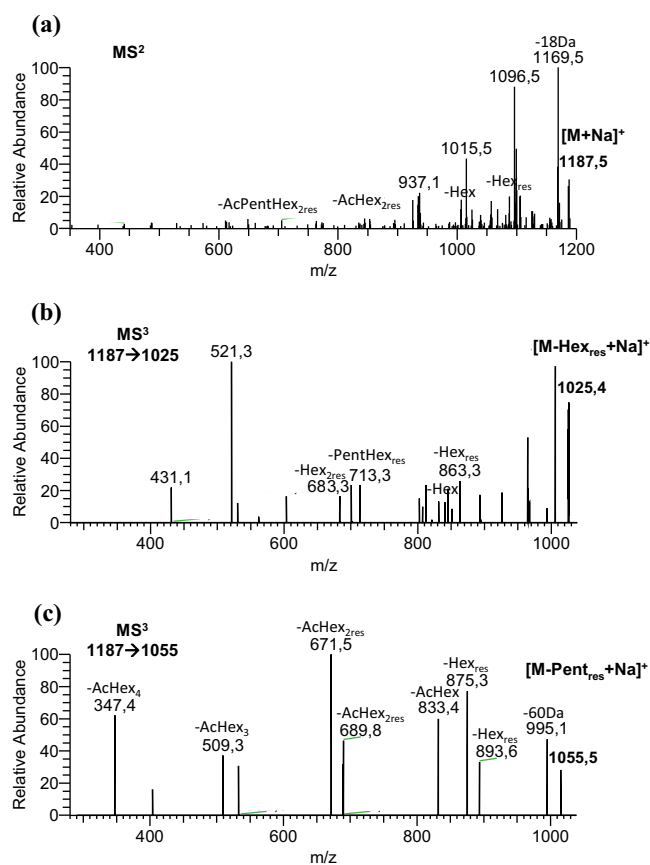 (a)
MS²
-18Da
1169,5
1096,5
[M+Na]⁺
1187,5
1015,5
937,1
-Hex
-Hexres
-AcHex2res
-AcPentHex2res
Relative Abundance
100
80
60
40
20
0
400 600 800 1000 1200
m/z
(b)
MS³
1187→1025
521,3
[M-Hexres+Na]⁺
1025,4
-PentHexres
713,3
-Hexres
863,3
-Hex2res
683,3
-Hex
431,1
Relative Abundance
100
80
60
40
20
0
400 600 800 1000
m/z
(c)
MS³
1187→1055
-AcHex2res
671,5
[M-Pentres+Na]⁺
-Hexres
875,3
-AcHex4
347,4
-AcHex
833,4
-AcHex2res
689,8
-60Da
995,1
-AcHex3
509,3
-Hexres
893,6
1055,5
Relative Abundance
100
80
60
40
20
0
400 600 800 1000
m/z